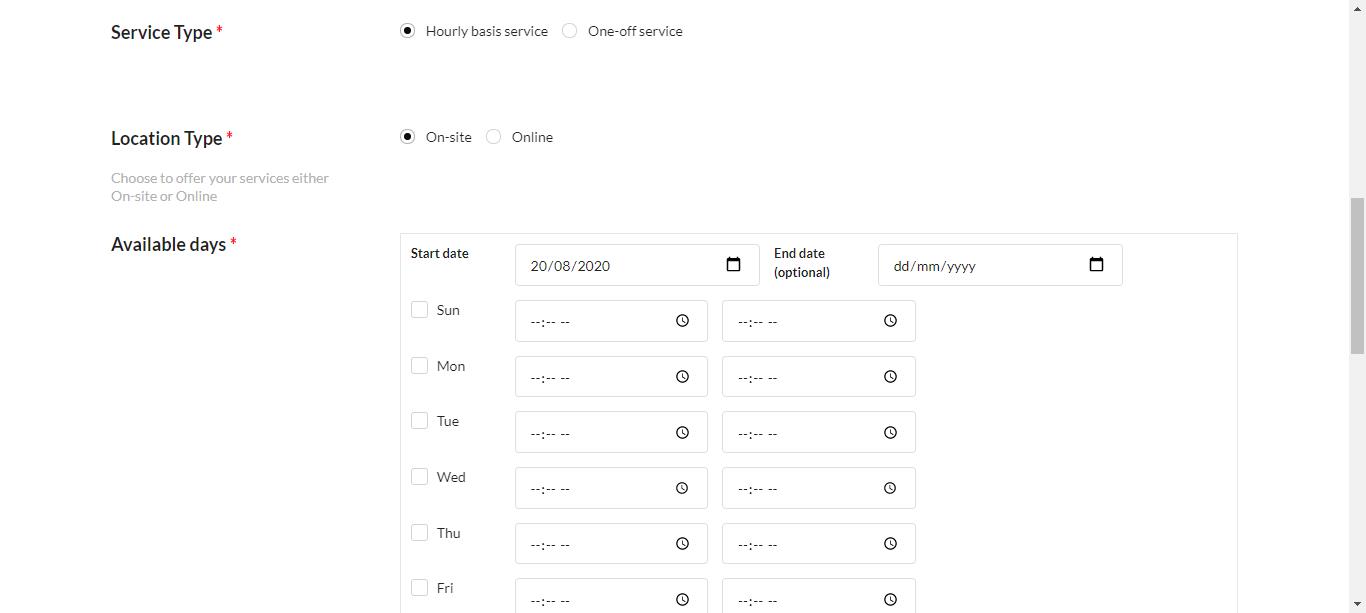 Service Type * Hourly basis service One-off service
Location Type * On-site Online
Choose to offer your services either
On-site or Online
Available days *
Start date 20/08/2020 End date (optional) dd/mm/yyyy
Sun --:-- -- --:-- --
Mon --:-- -- --:-- --
Tue --:-- -- --:-- --
Wed --:-- -- --:-- --
Thu --:-- -- --:-- --
Fri --:-- -- --:-- --